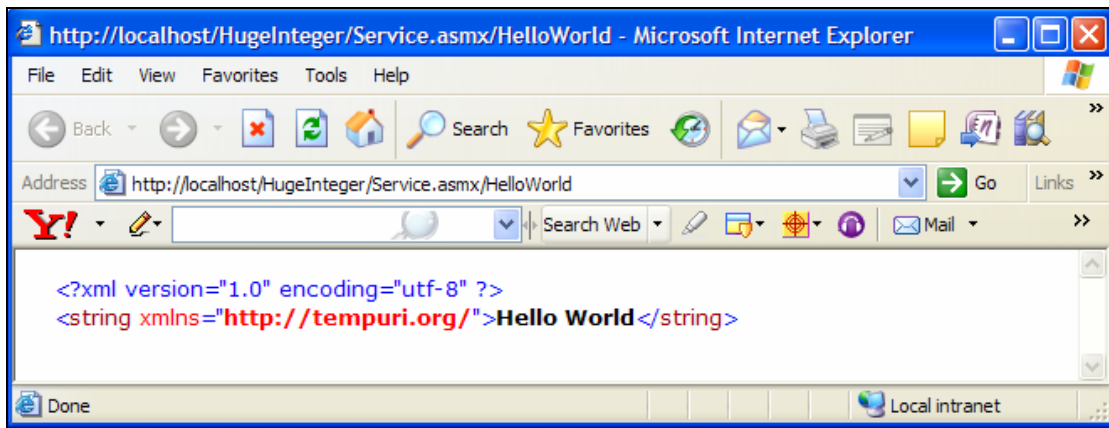 http://localhost/HugeInteger/Service.asmx/HelloWorld - Microsoft Internet Explorer
File Edit View Favorites Tools Help
Back Search Favorites »
Address http://localhost/HugeInteger/Service.asmx/HelloWorld Go Links »
Y! Search Web Mail »
<?xml version="1.0" encoding="utf-8" ?>
<string xmlns="http://tempuri.org/">Hello World</string>
Done Local intranet